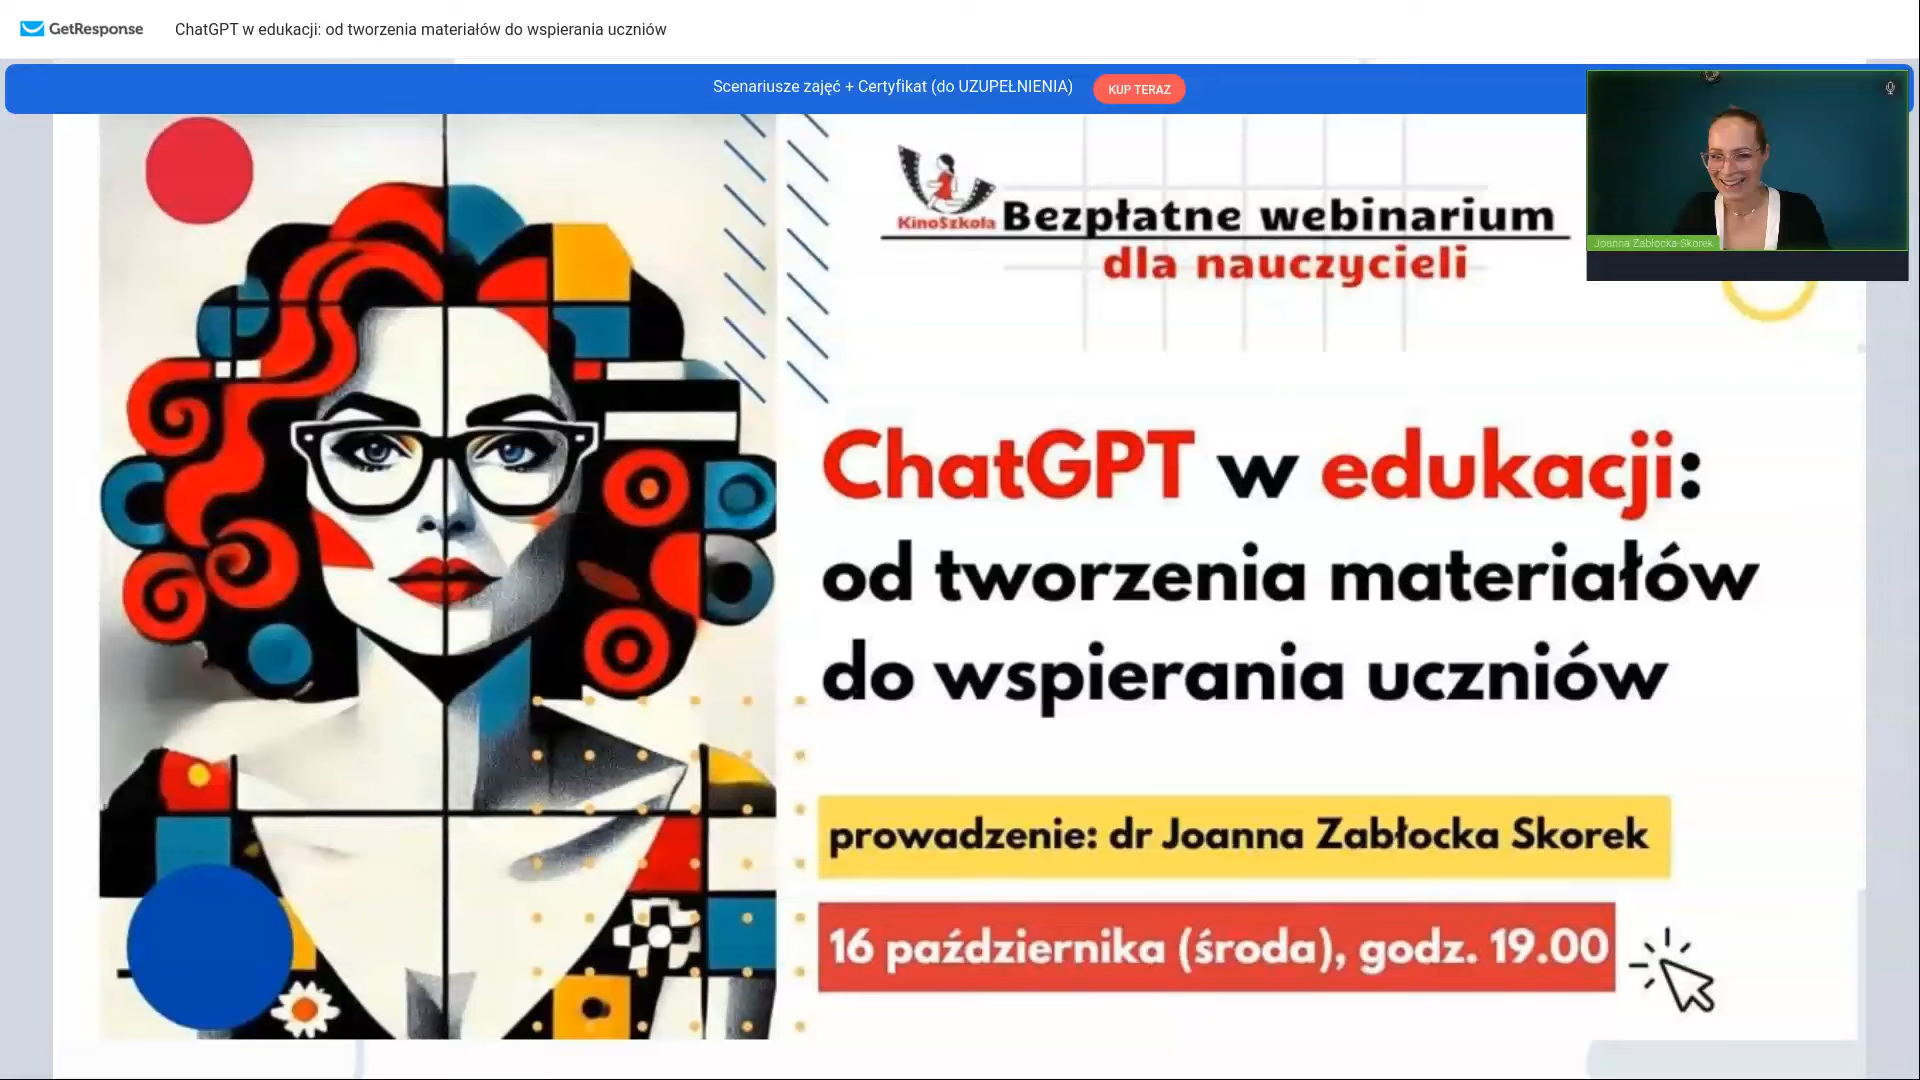 GetResponse
ChatGPT w edukacji: od tworzenia materiałów do wspierania uczniów
Scenariusze zajęć + Certyfikat (do UZUPEŁNIENIA)
KUP TERAZ
Joanna Zabłocka Skorek
KinoSzkoła
Bezpłatne webinarium
dla nauczycieli
ChatGPT w edukacji:
od tworzenia materiałów
do wspierania uczniów
prowadzenie: dr Joanna Zabłocka Skorek
16 października (środa), godz. 19.00